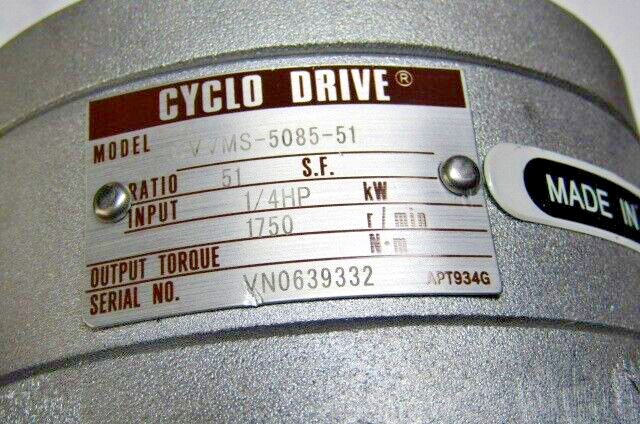 CYCLO DRIVE®
MODEL VVMS-5085-51
RATIO 51 S.F.
INPUT 1/4HP kW
1750 r/min
OUTPUT TORQUE N·m
SERIAL NO. VN0639332 APT934G
MADE IN